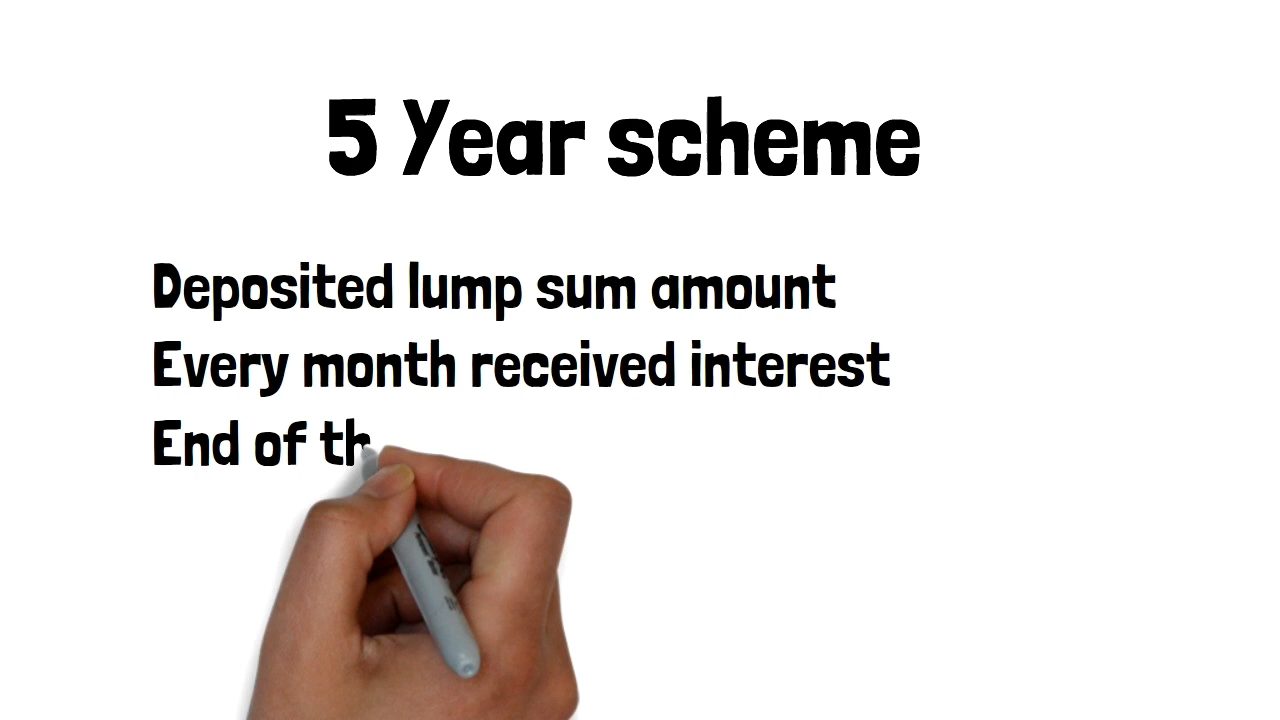 5 Year scheme
Deposited lump sum amount
Every month received interest
End of th